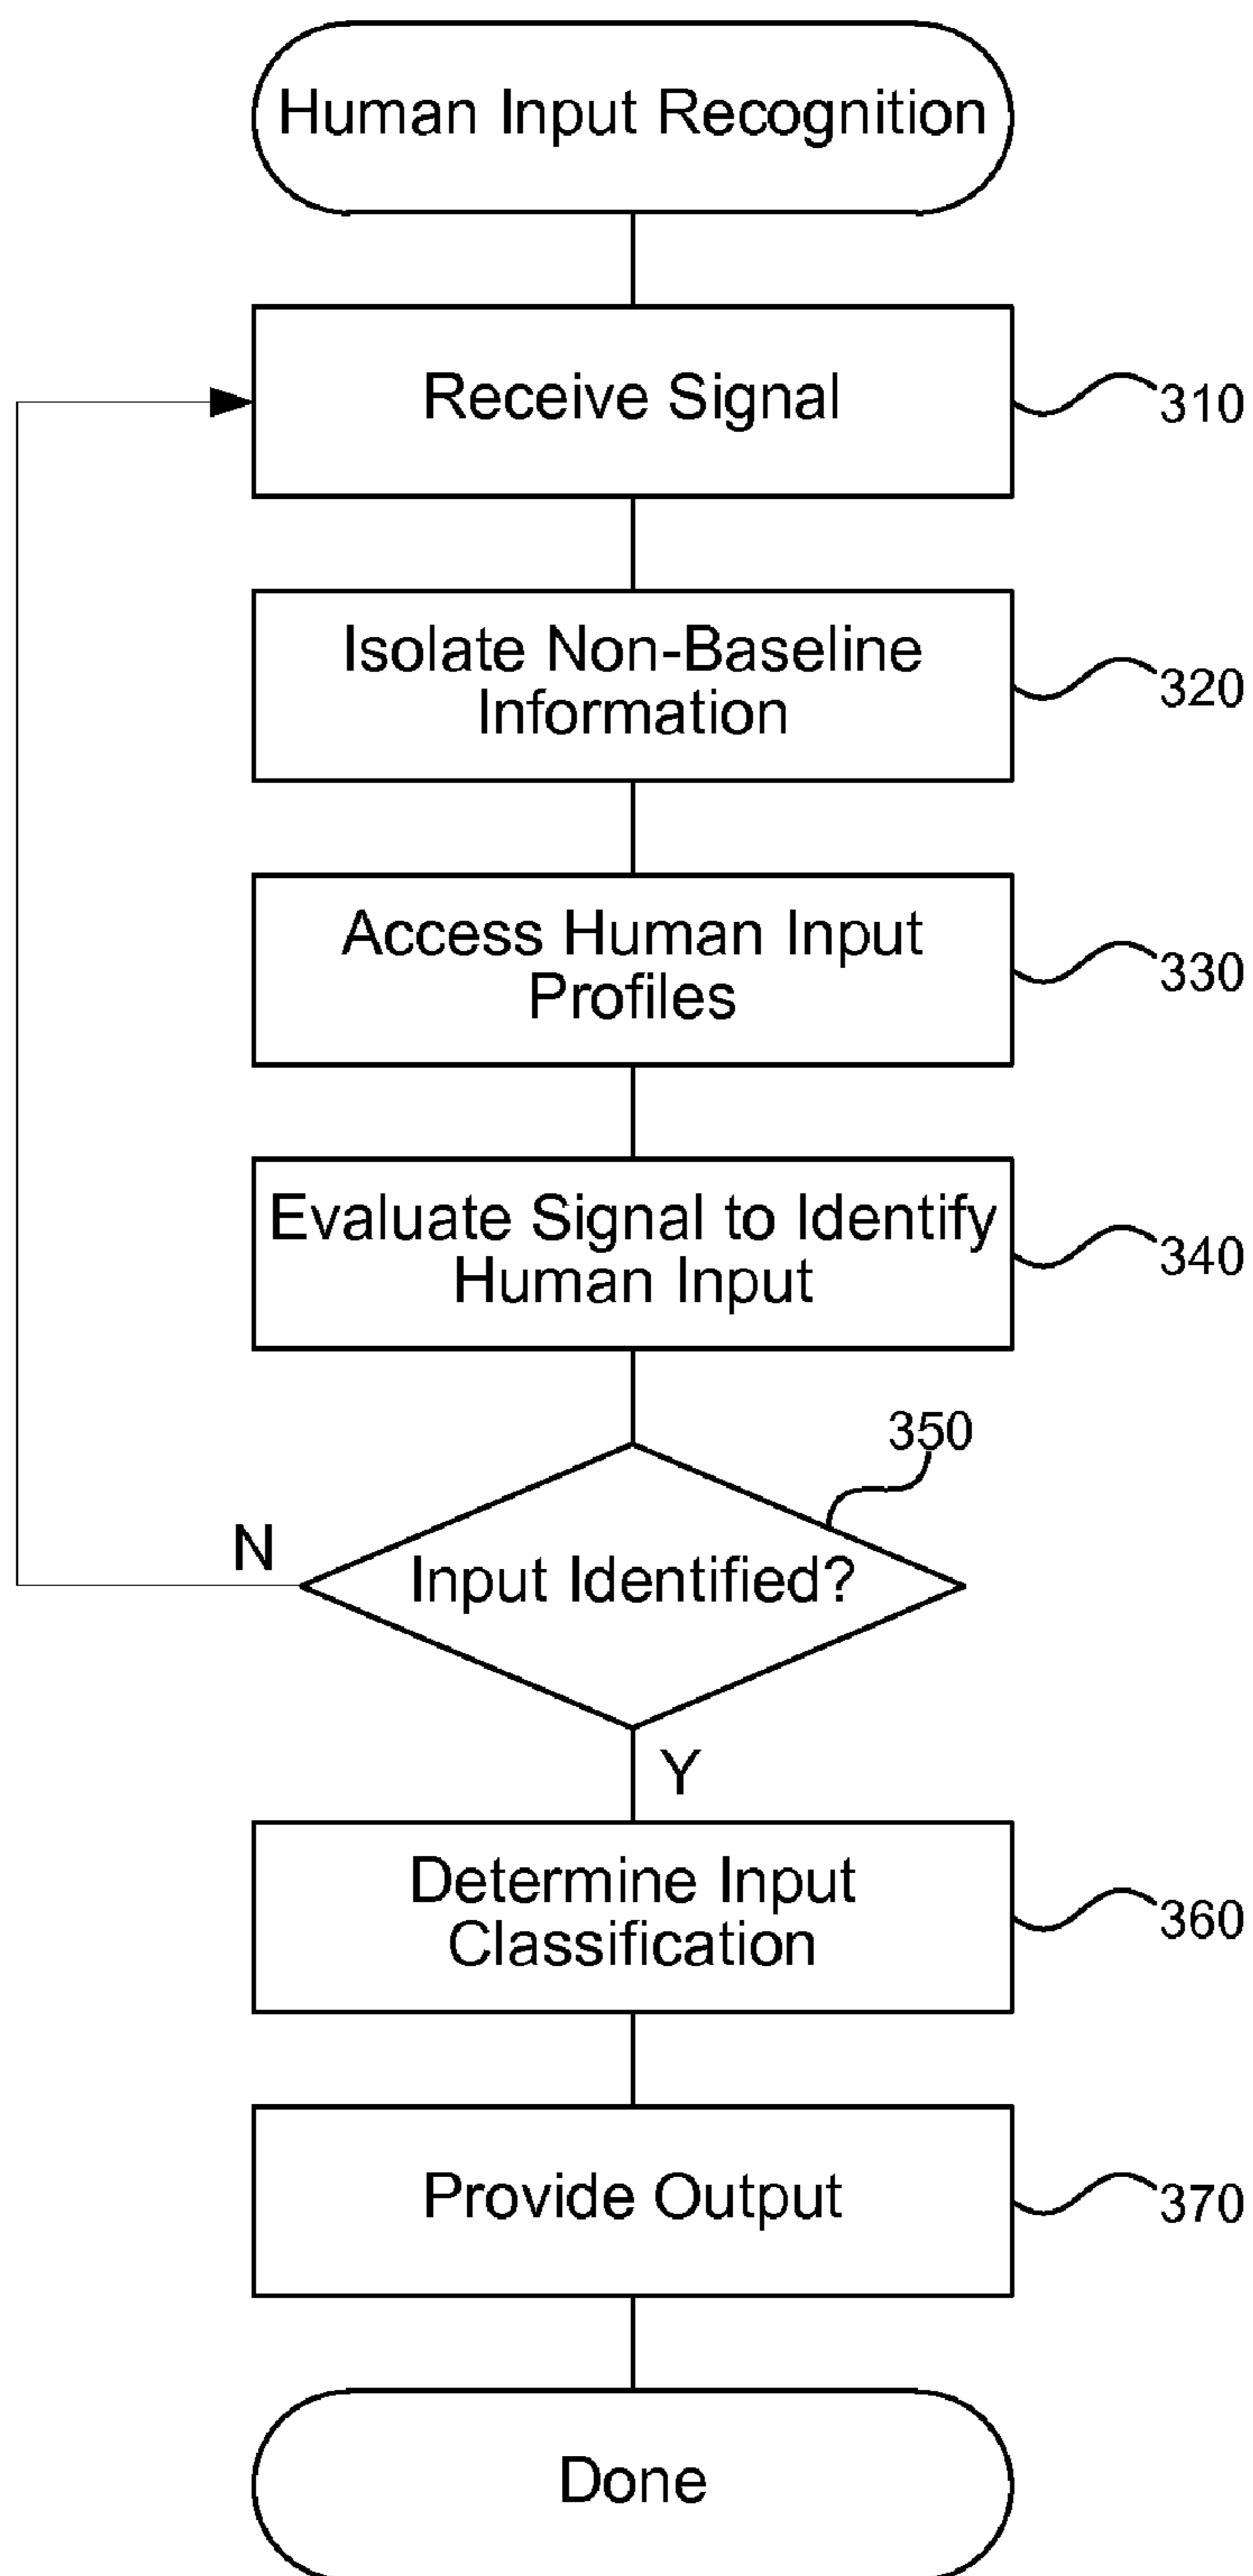 Human Input Recognition
Receive Signal
310
Isolate Non-Baseline
Information
320
Access Human Input
Profiles
330
Evaluate Signal to Identify
Human Input
340
350
Input Identified?
N
Y
Determine Input
Classification
360
Provide Output
370
Done